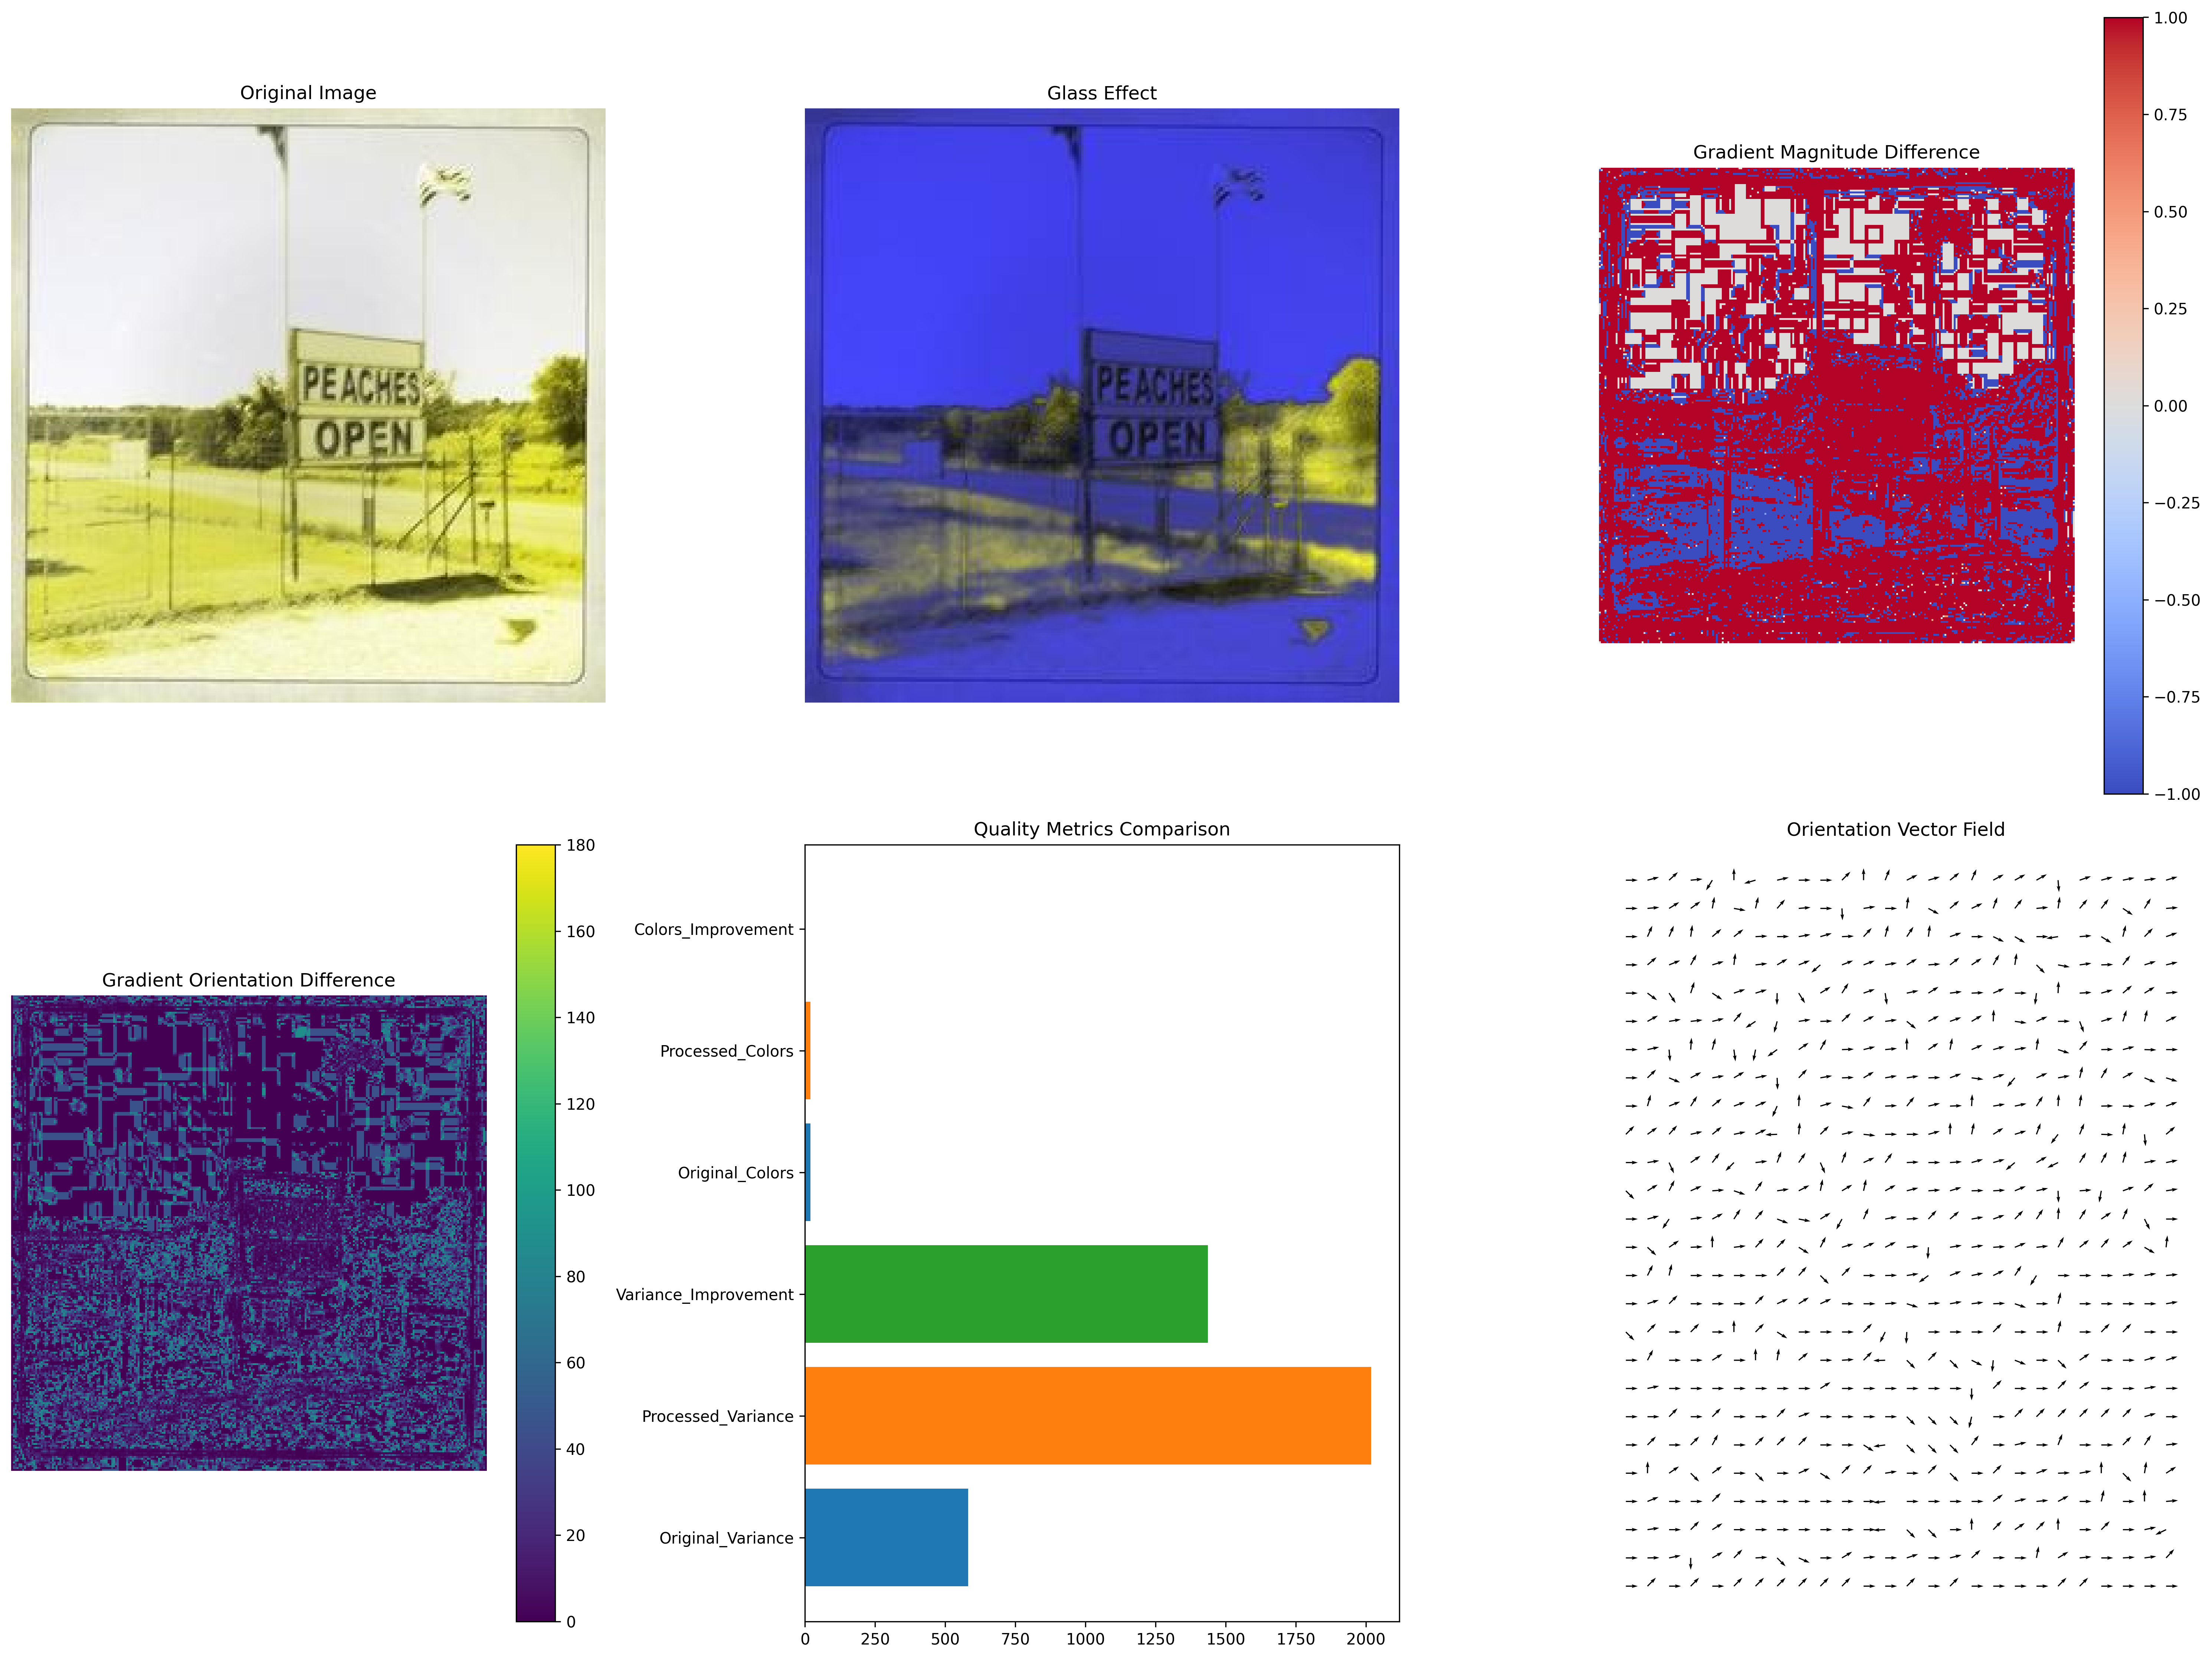 Original Image
Glass Effect
Gradient Magnitude Difference
PEACHES
OPEN
PEACHES
OPEN
1.00
0.75
0.50
0.25
0.00
−0.25
−0.50
−0.75
−1.00
Gradient Orientation Difference
180
160
140
120
100
80
60
40
20
0
Quality Metrics Comparison
Colors_Improvement
Processed_Colors
Original_Colors
Variance_Improvement
Processed_Variance
Original_Variance
0 250 500 750 1000 1250 1500 1750 2000
Orientation Vector Field